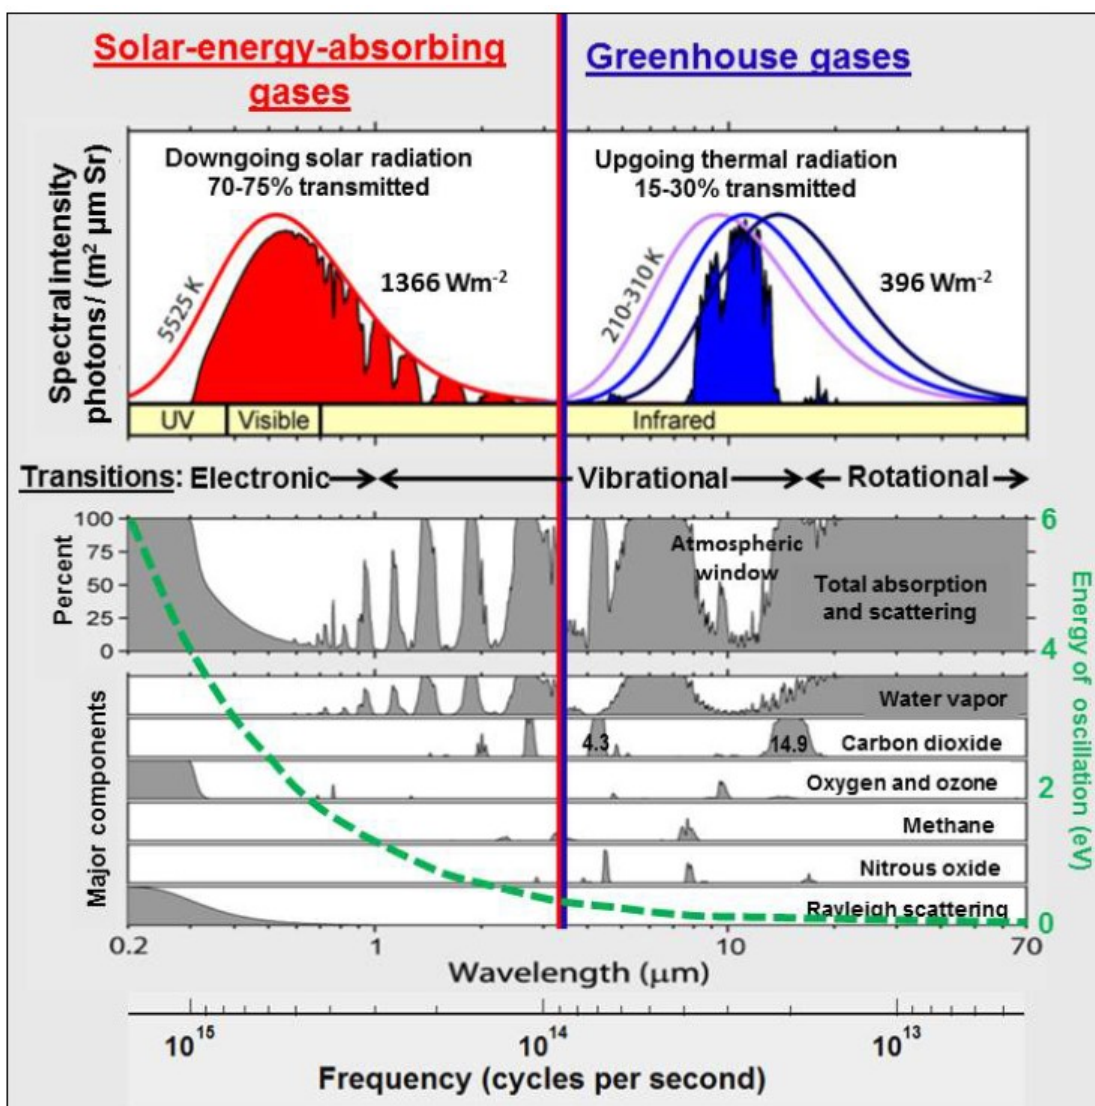 Solar-energy-absorbing
gases
Greenhouse gases
Spectral intensity
photons / (m² µm Sr)
Downgoing solar radiation
70-75% transmitted
5525 K
1366 Wm⁻²
Upgoing thermal radiation
15-30% transmitted
210-310 K
396 Wm⁻²
UV
Visible
Infrared
Transitions: Electronic
Vibrational
Rotational
Percent
100
75
50
25
0
Atmospheric
window
Total absorption
and scattering
Major components
Water vapor
4.3
14.9
Carbon dioxide
Oxygen and ozone
Methane
Nitrous oxide
Rayleigh scattering
6
4
2
0
Energy of oscillation (eV)
0.2
1
10
70
Wavelength (µm)
10¹⁵
10¹⁴
10¹³
Frequency (cycles per second)